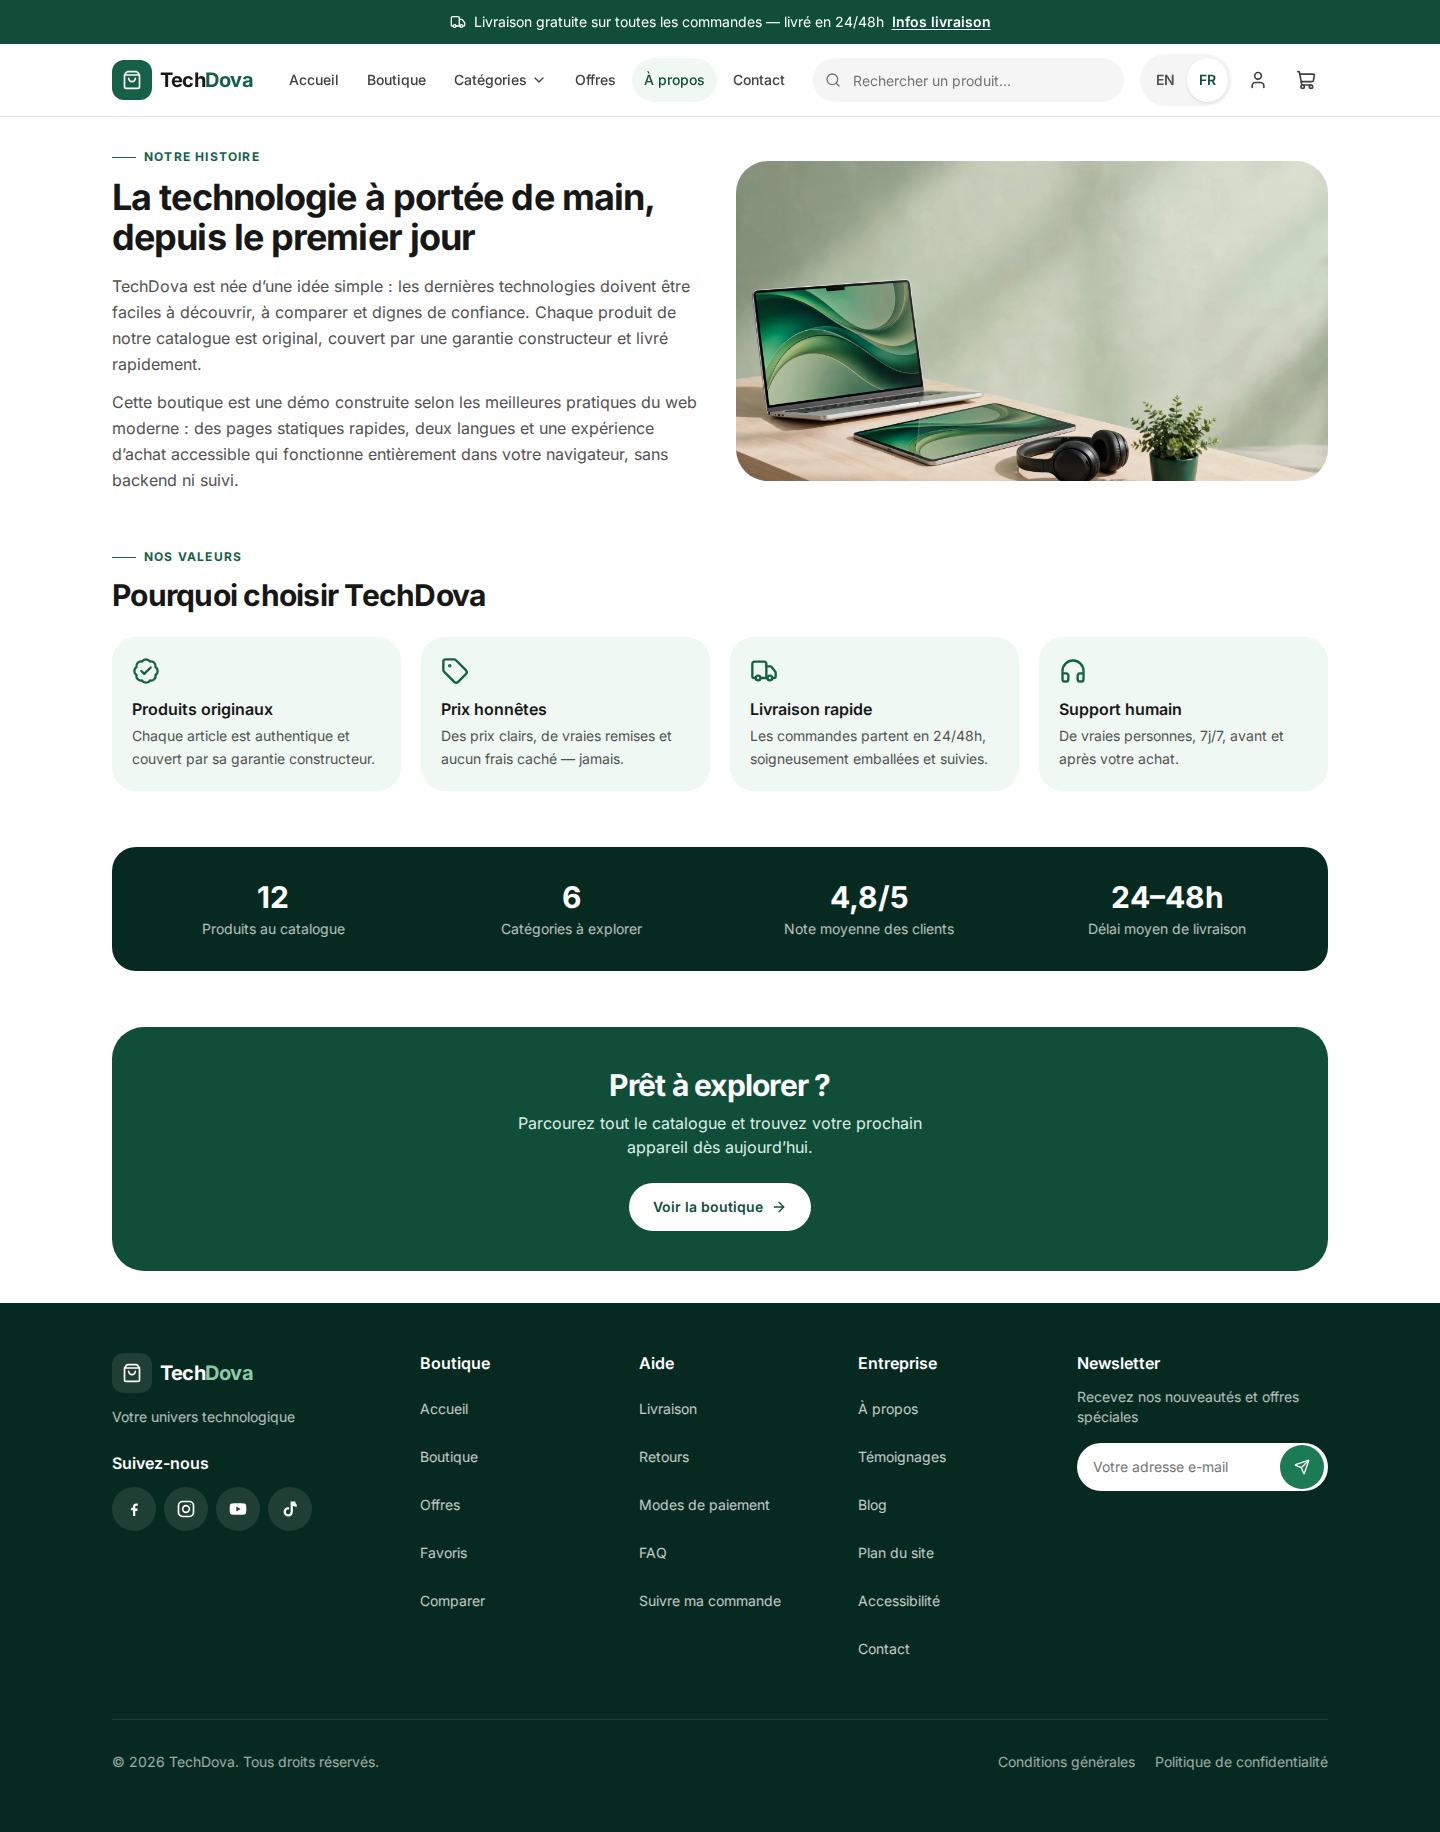 Livraison gratuite sur toutes les commandes — livré en 24/48h Infos livraison
TechDova
Accueil
Boutique
Catégories
Offres
À propos
Contact
Rechercher un produit...
EN
FR
NOTRE HISTOIRE
La technologie à portée de main,
depuis le premier jour
TechDova est née d’une idée simple : les dernières technologies doivent être
faciles à découvrir, à comparer et dignes de confiance. Chaque produit de
notre catalogue est original, couvert par une garantie constructeur et livré
rapidement.
Cette boutique est une démo construite selon les meilleures pratiques du web
moderne : des pages statiques rapides, deux langues et une expérience
d’achat accessible qui fonctionne entièrement dans votre navigateur, sans
backend ni suivi.
NOS VALEURS
Pourquoi choisir TechDova
Produits originaux
Chaque article est authentique et
couvert par sa garantie constructeur.
Prix honnêtes
Des prix clairs, de vraies remises et
aucun frais caché — jamais.
Livraison rapide
Les commandes partent en 24/48h,
soigneusement emballées et suivies.
Support humain
De vraies personnes, 7j/7, avant et
après votre achat.
12
Produits au catalogue
6
Catégories à explorer
4,8/5
Note moyenne des clients
24–48h
Délai moyen de livraison
Prêt à explorer ?
Parcourez tout le catalogue et trouvez votre prochain
appareil dès aujourd’hui.
Voir la boutique
TechDova
Votre univers technologique
Suivez-nous
Boutique
Accueil
Boutique
Offres
Favoris
Comparer
Aide
Livraison
Retours
Modes de paiement
FAQ
Suivre ma commande
Entreprise
À propos
Témoignages
Blog
Plan du site
Accessibilité
Contact
Newsletter
Recevez nos nouveautés et offres
spéciales
Votre adresse e-mail
© 2026 TechDova. Tous droits réservés.
Conditions générales
Politique de confidentialité